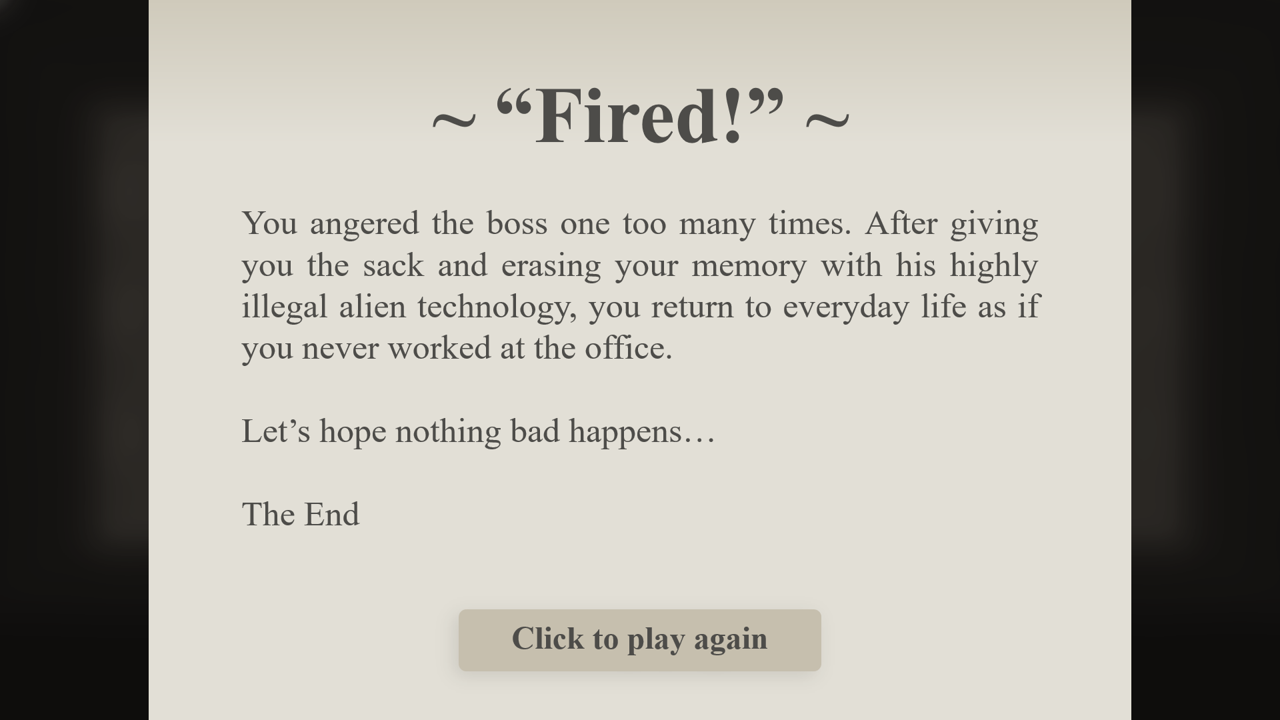 ~ “Fired!” ~
You angered the boss one too many times. After giving
you the sack and erasing your memory with his highly
illegal alien technology, you return to everyday life as if
you never worked at the office.
Let’s hope nothing bad happens…
The End
Click to play again